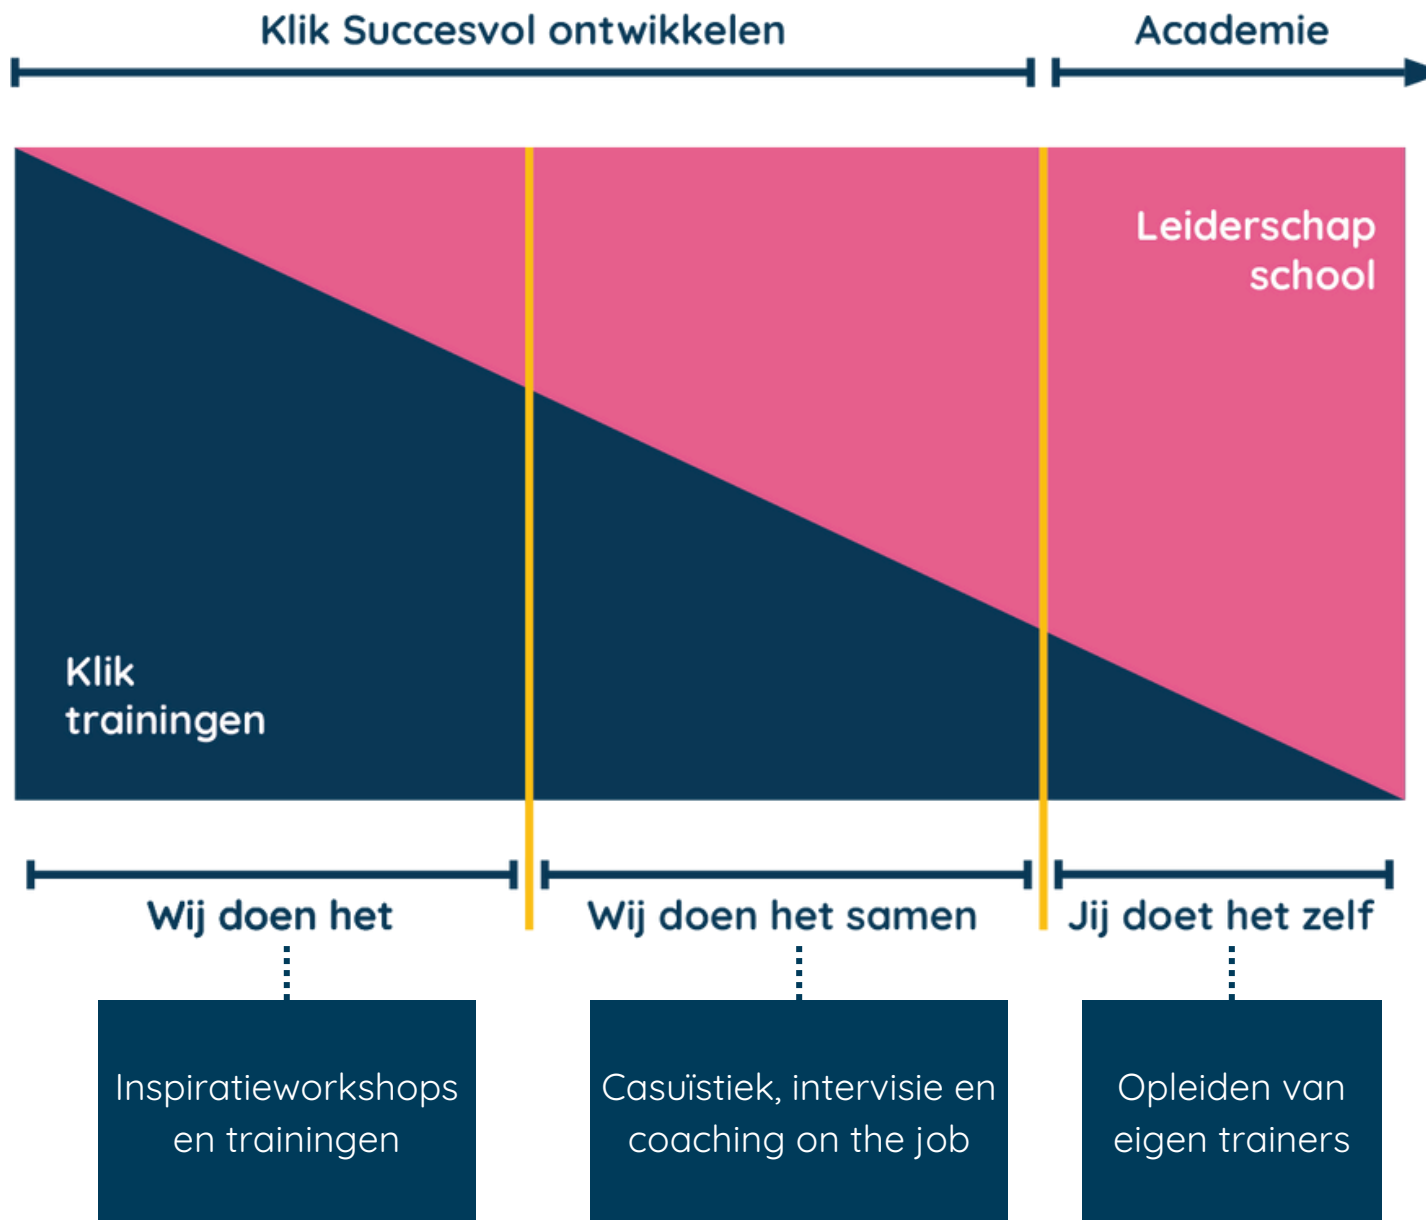 Klik Succesvol ontwikkelen
Academie
Leiderschap
school
Klik
trainingen
Wij doen het
Wij doen het samen
Jij doet het zelf
Inspiratieworkshops
en trainingen
Casuïstiek, intervisie en
coaching on the job
Opleiden van
eigen trainers